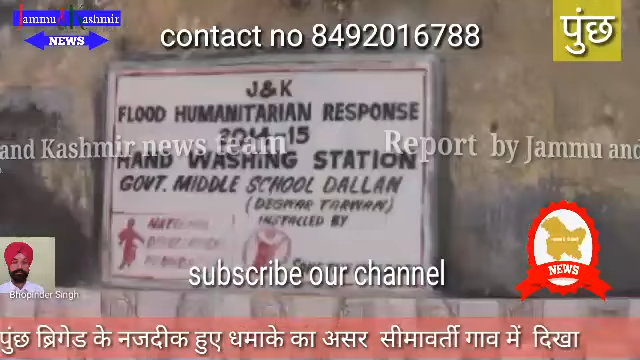 Jammu Kashmir
NEWS
contact no 8492016788
पुंछ
J&K
FLOOD HUMANITARIAN RESPONSE
2014-15
and Kashmir news team
Report by Jammu and
HAND WASHING STATION
GOVT. MIDDLE SCHOOL DALLAN
(DEGWAR TARWAN)
INSTALLED BY
NEWS
subscribe our channel
Bhopinder Singh
पुंछ ब्रिगेड के नजदीक हुए धमाके का असर सीमावर्ती गाव में दिखा